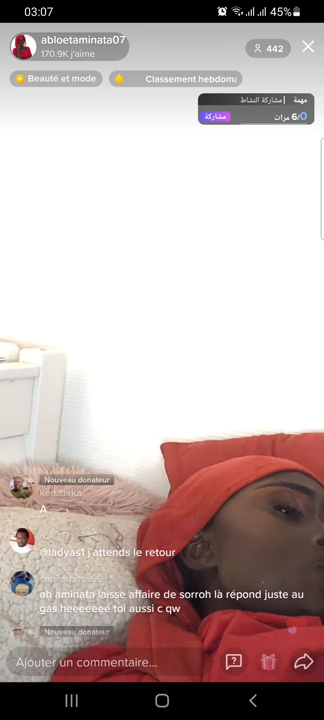 03:07
45%
abloetaminata07
170.9K j'aime
442
Beauté et mode
Classement hebdom
مهمة | مشاركة النشاط
6/0 مرات
مشاركة
Nouveau donateur
A
@ladyas1 j'attends le retour
ah aminata laisse affaire de sorroh là répond juste au
gas heeeeeeé toi aussi c qw
Nouveau donateur
Ajouter un commentaire...